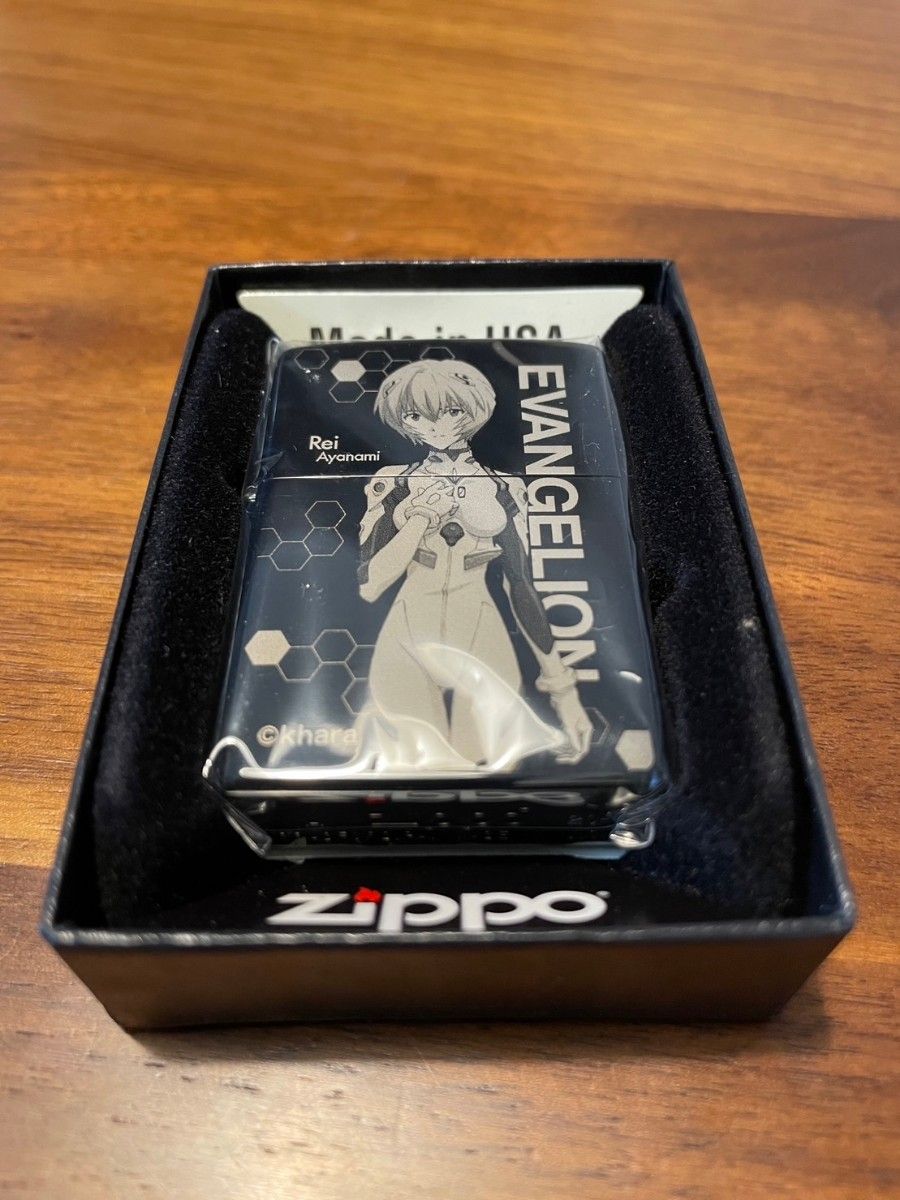 Made in USA
Rei
Ayanami
EVANGELION
©khara
zippo